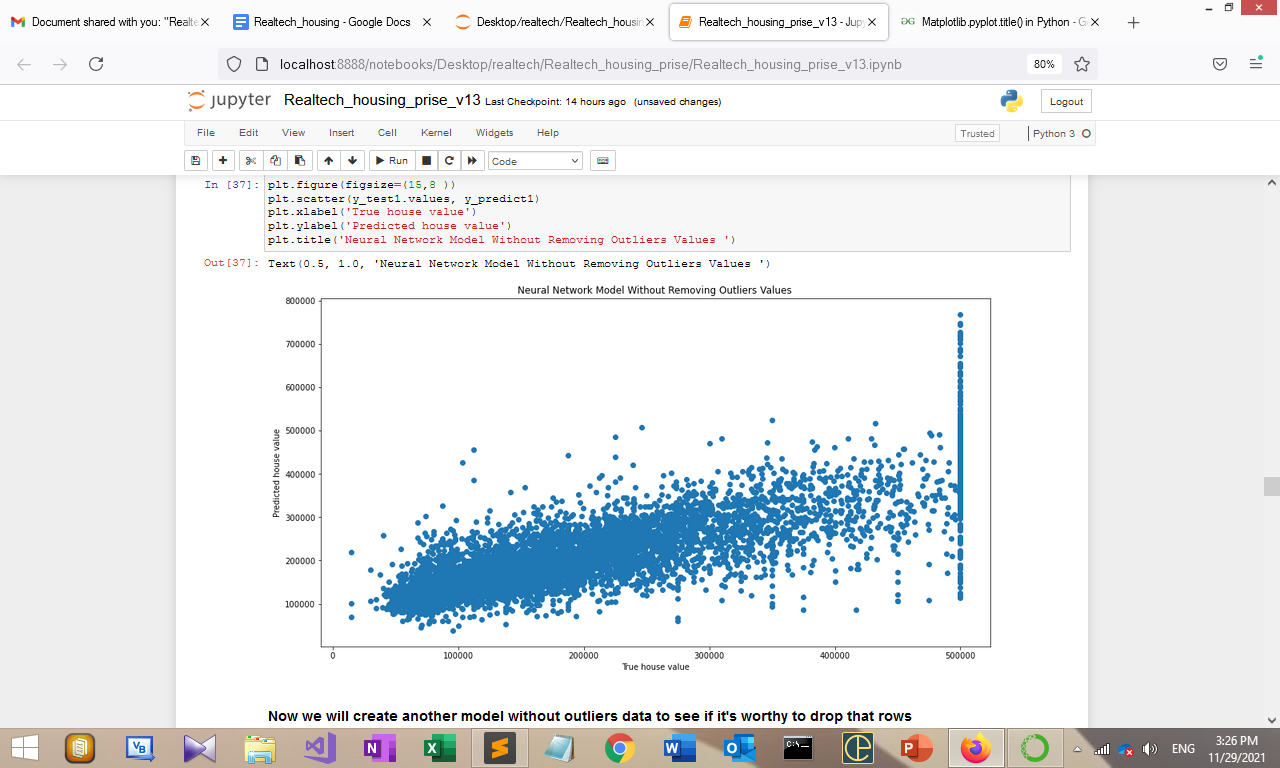 Document shared with you: "Realte
Realtech_housing - Google Docs
Desktop/realtech/Realtech_housin
Realtech_housing_prise_v13 - Jup
Matplotlib.pyplot.title() in Python - G
localhost:8888/notebooks/Desktop/realtech/Realtech_housing_prise/Realtech_housing_prise_v13.ipynb
80%
jupyter Realtech_housing_prise_v13 Last Checkpoint: 14 hours ago (unsaved changes)
Logout
File Edit View Insert Cell Kernel Widgets Help
Trusted
Python 3
Run
Code
In [37]: plt.figure(figsize=(15,8 ))
plt.scatter(y_test1.values, y_predict1)
plt.xlabel('True house value')
plt.ylabel('Predicted house value')
plt.title('Neural Network Model Without Removing Outliers Values ')
Out[37]: Text(0.5, 1.0, 'Neural Network Model Without Removing Outliers Values ')
Neural Network Model Without Removing Outliers Values
800000
700000
600000
500000
400000
300000
200000
100000
Predicted house value
0 100000 200000 300000 400000 500000
True house value
Now we will create another model without outliers data to see if it's worthy to drop that rows
VB
N
X
S
W
O
C:\
P
ENG
3:26 PM
11/29/2021